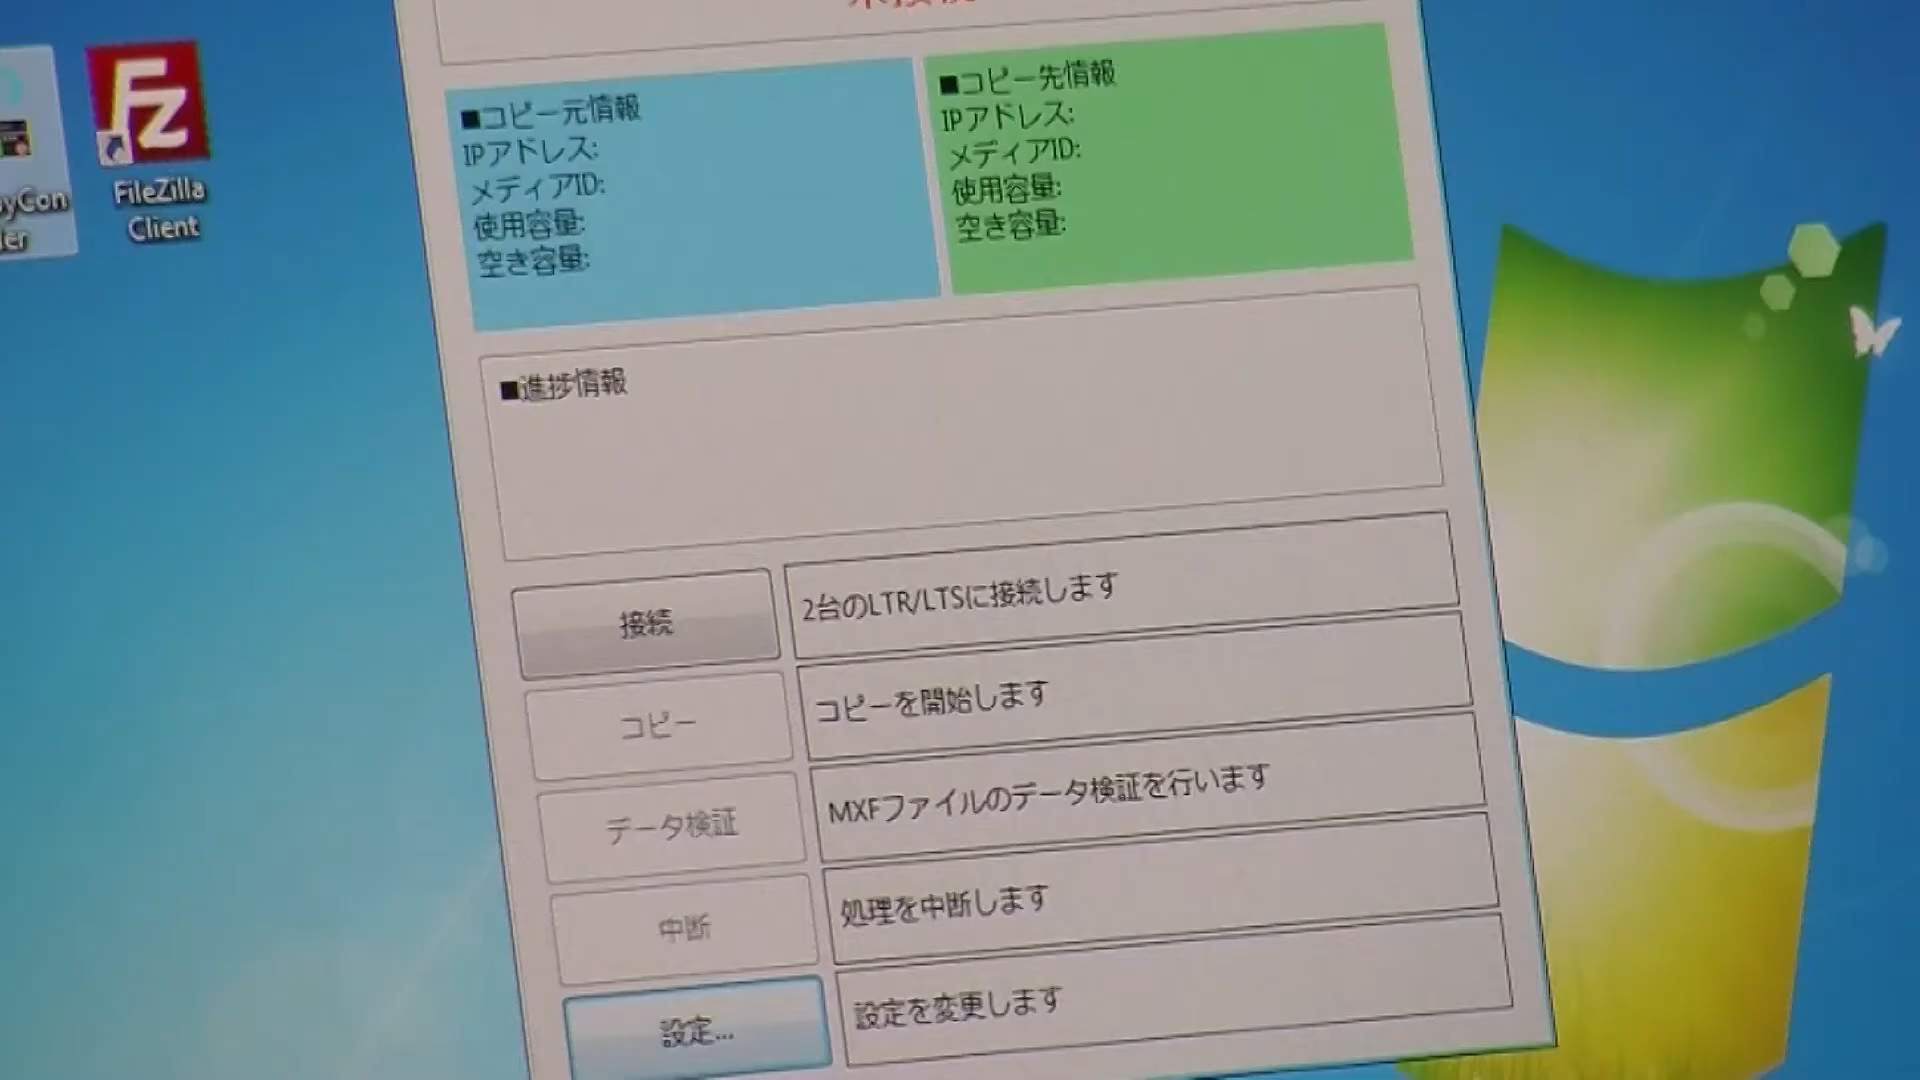 FileZilla
Client
■コピー元情報
IPアドレス:
メディアID:
使用容量:
空き容量:
■コピー先情報
IPアドレス:
メディアID:
使用容量:
空き容量:
■進捗情報
接続
2台のLTR/LTSに接続します
コピー
コピーを開始します
データ検証
MXFファイルのデータ検証を行います
中断
処理を中断します
設定...
設定を変更します